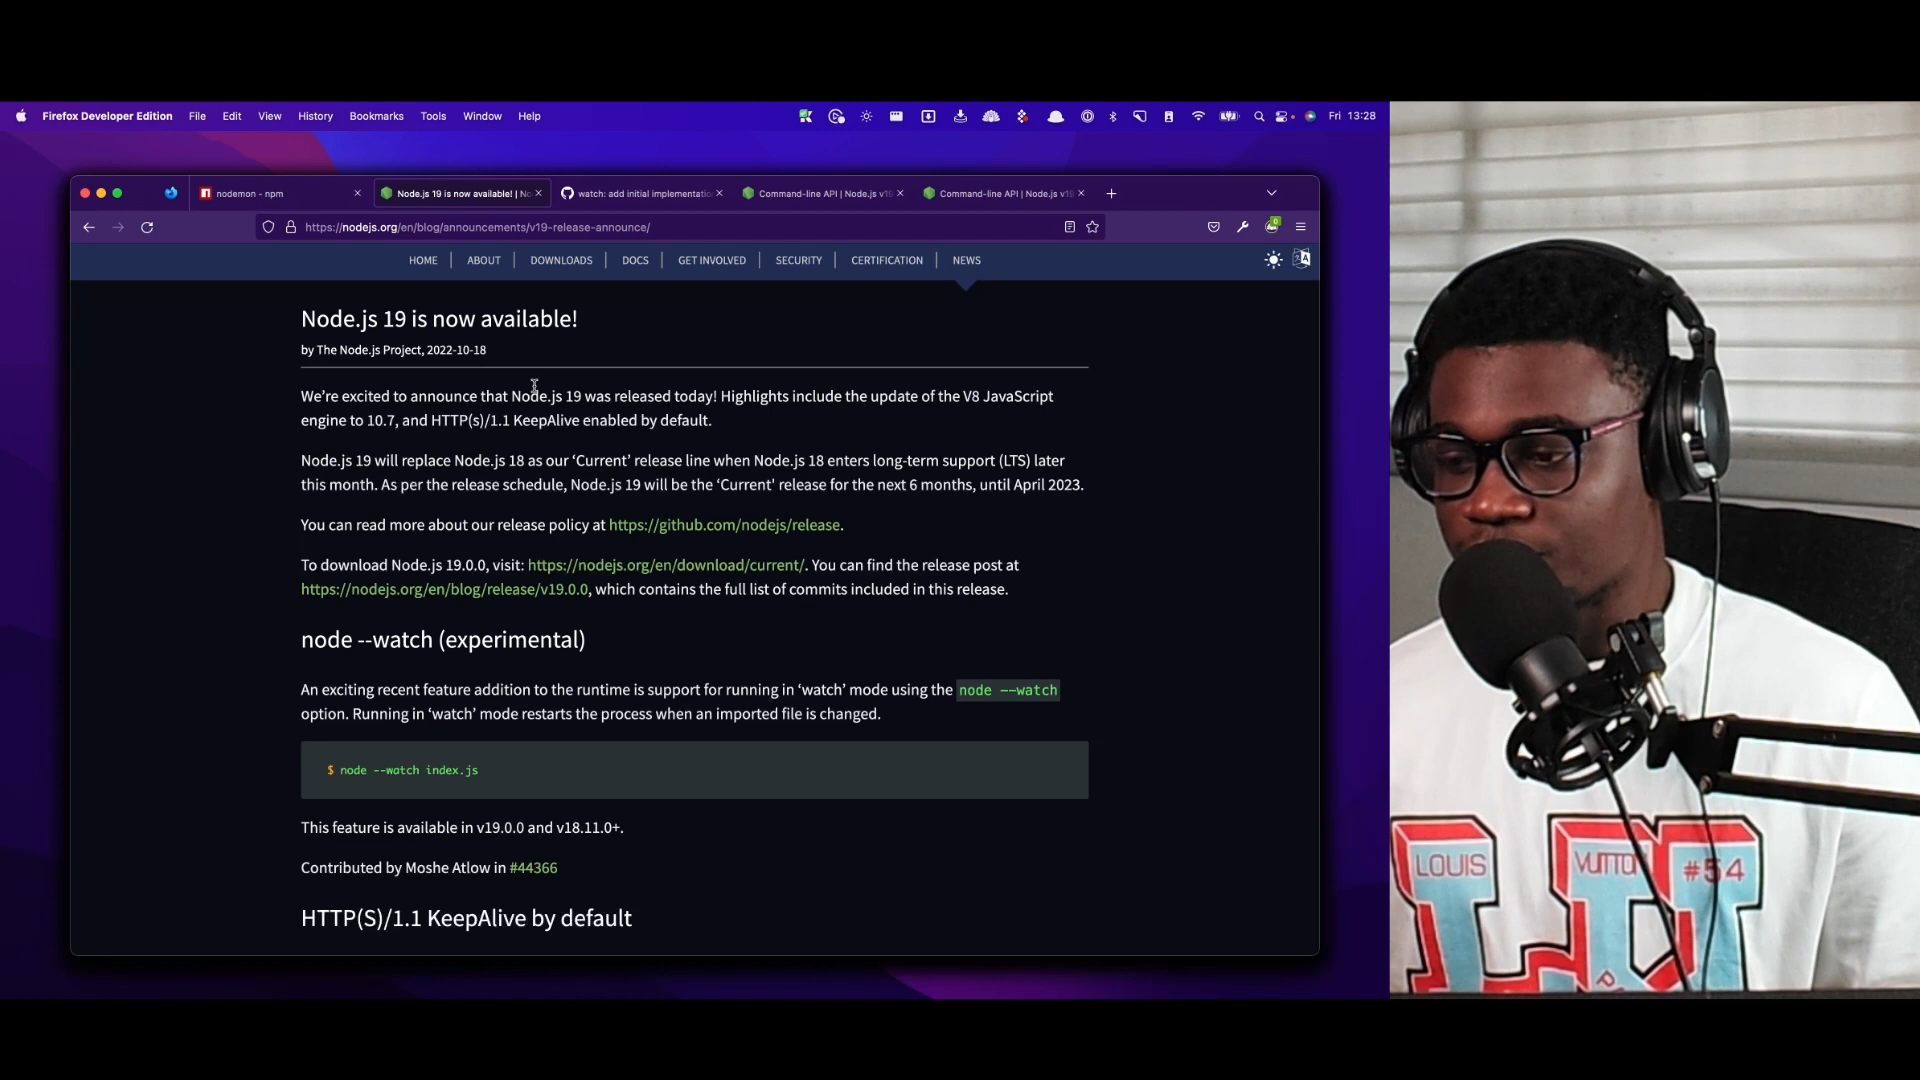 Firefox Developer Edition File Edit View History Bookmarks Tools Window Help Fri 13:28
nodemon - npm Node.js 19 is now available! | No watch: add initial implementatio Command-line API | Node.js v19 Command-line API | Node.js v19
https://nodejs.org/en/blog/announcements/v19-release-announce/
HOME | ABOUT | DOWNLOADS | DOCS | GET INVOLVED | SECURITY | CERTIFICATION | NEWS
Node.js 19 is now available!
by The Node.js Project, 2022-10-18
We’re excited to announce that Node.js 19 was released today! Highlights include the update of the V8 JavaScript
engine to 10.7, and HTTP(s)/1.1 KeepAlive enabled by default.
Node.js 19 will replace Node.js 18 as our ‘Current’ release line when Node.js 18 enters long-term support (LTS) later
this month. As per the release schedule, Node.js 19 will be the ‘Current' release for the next 6 months, until April 2023.
You can read more about our release policy at https://github.com/nodejs/release.
To download Node.js 19.0.0, visit: https://nodejs.org/en/download/current/. You can find the release post at
https://nodejs.org/en/blog/release/v19.0.0, which contains the full list of commits included in this release.
node --watch (experimental)
An exciting recent feature addition to the runtime is support for running in ‘watch’ mode using the node --watch
option. Running in ‘watch’ mode restarts the process when an imported file is changed.
$ node --watch index.js
This feature is available in v19.0.0 and v18.11.0+.
Contributed by Moshe Atlow in #44366
HTTP(S)/1.1 KeepAlive by default
LOUIS VUITTON #54
LV